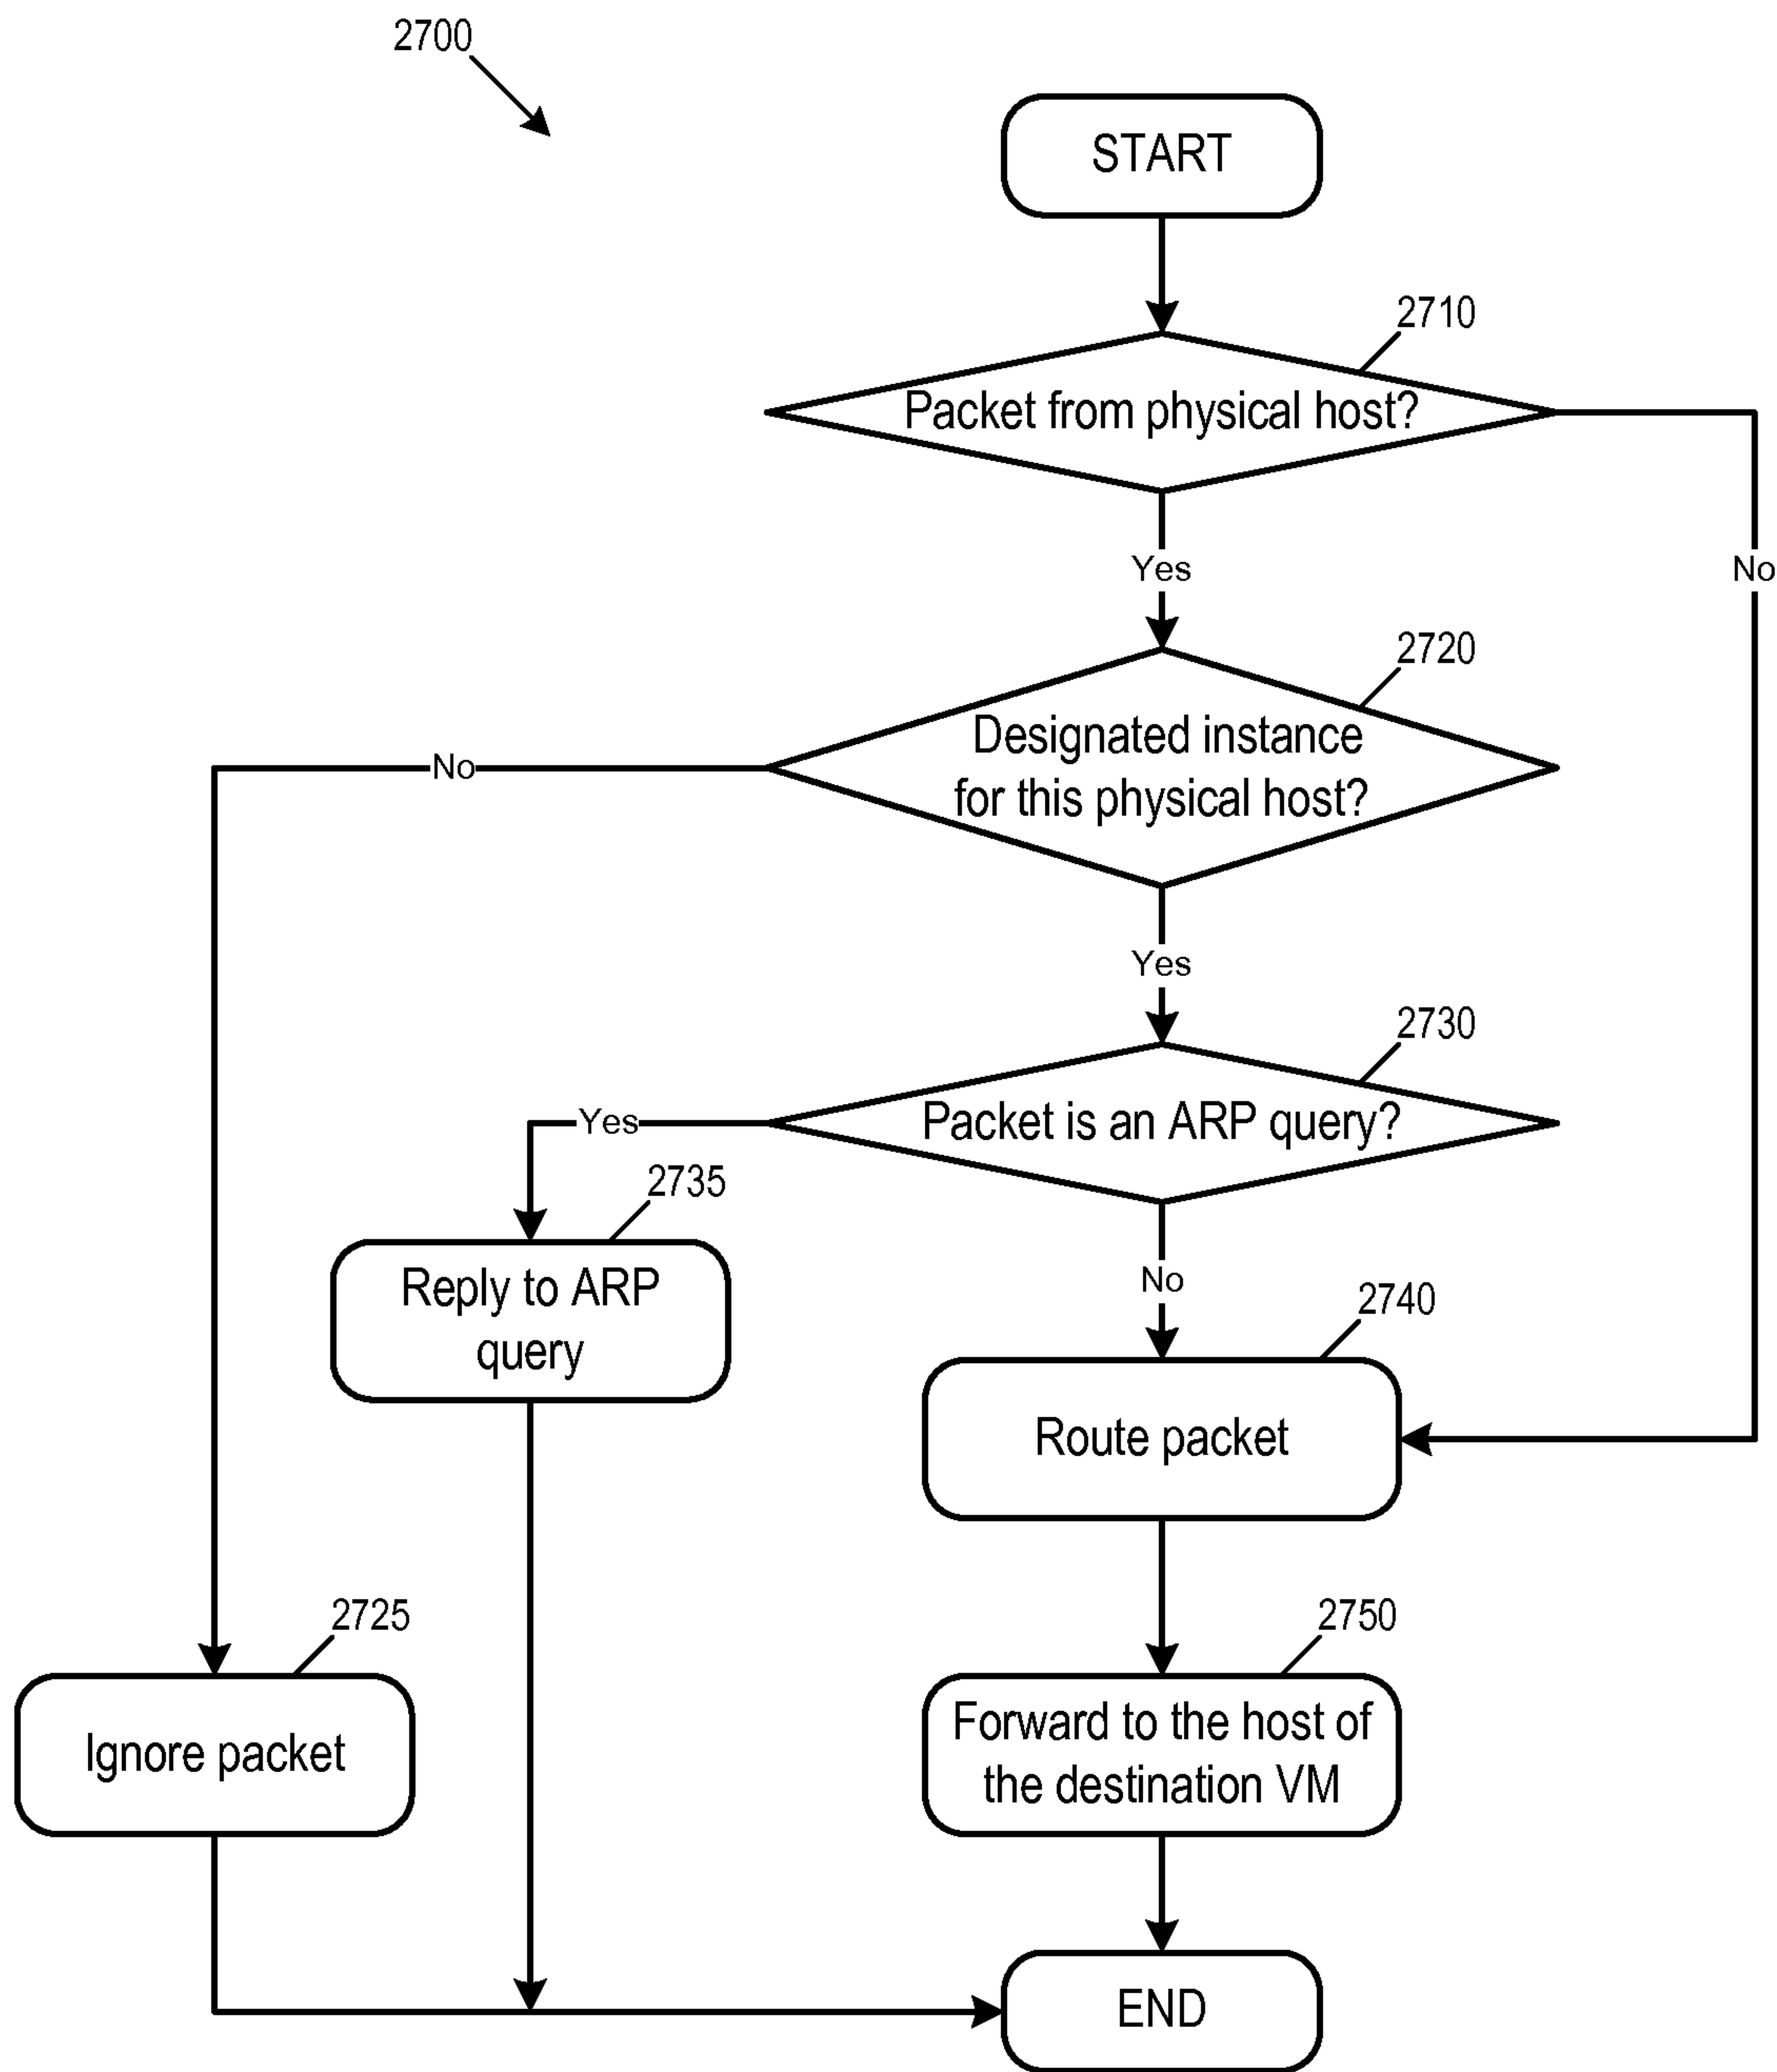 2700
START
2710
Packet from physical host?
Yes
No
2720
Designated instance
for this physical host?
No
Yes
2730
Packet is an ARP query?
Yes
2735
Reply to ARP
query
No
2740
Route packet
2725
Ignore packet
2750
Forward to the host of
the destination VM
END